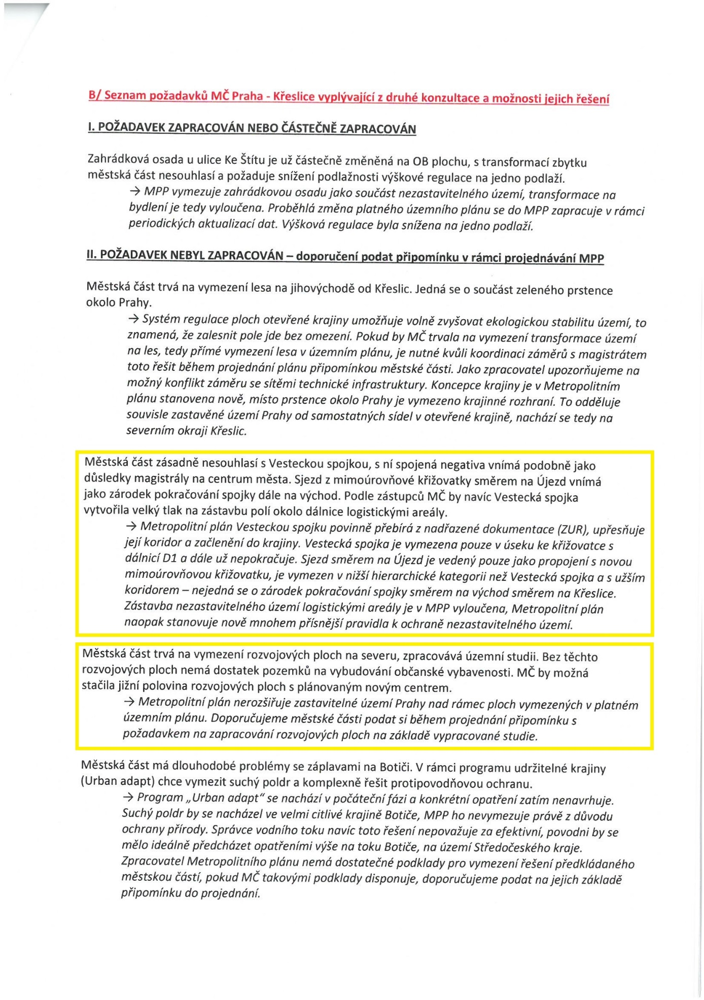 B/ Seznam požadavků MČ Praha - Křeslice vyplývající z druhé konzultace a možnosti jejich řešení
I. POŽADAVEK ZAPRACOVÁN NEBO ČÁSTEČNĚ ZAPRACOVÁN
Zahrádková osada u ulice Ke Štítu je už částečně změněná na OB plochu, s transformací zbytku
městská část nesouhlasí a požaduje snížení podlažnosti výškové regulace na jedno podlaží.
→ MPP vymezuje zahrádkovou osadu jako součást nezastavitelného území, transformace na
bydlení je tedy vyloučena. Proběhlá změna platného územního plánu se do MPP zapracuje v rámci
periodických aktualizací dat. Výšková regulace byla snížena na jedno podlaží.
II. POŽADAVEK NEBYL ZAPRACOVÁN – doporučení podat připomínku v rámci projednávání MPP
Městská část trvá na vymezení lesa na jihovýchodě od Křeslic. Jedná se o součást zeleného prstence
okolo Prahy.
→ Systém regulace ploch otevřené krajiny umožňuje volně zvyšovat ekologickou stabilitu území, to
znamená, že zalesnit pole jde bez omezení. Pokud by MČ trvala na vymezení transformace území
na les, tedy přímé vymezení lesa v územním plánu, je nutné kvůli koordinaci záměrů s magistrátem
toto řešit během projednání plánu připomínkou městské části. Jako zpracovatel upozorňujeme na
možný konflikt záměru se sítěmi technické infrastruktury. Koncepce krajiny je v Metropolitním
plánu stanovena nově, místo prstence okolo Prahy je vymezeno krajinné rozhraní. To odděluje
souvisle zastavěné území Prahy od samostatných sídel v otevřené krajině, nachází se tedy na
severním okraji Křeslic.
Městská část zásadně nesouhlasí s Vesteckou spojkou, s ní spojená negativa vnímá podobně jako
důsledky magistrály na centrum města. Sjezd z mimoúrovňové křižovatky směrem na Újezd vnímá
jako zárodek pokračování spojky dále na východ. Podle zástupců MČ by navíc Vestecká spojka
vytvořila velký tlak na zástavbu polí okolo dálnice logistickými areály.
→ Metropolitní plán Vesteckou spojku povinně přebírá z nadřazené dokumentace (ZUR), upřesňuje
její koridor a začlenění do krajiny. Vestecká spojka je vymezena pouze v úseku ke křižovatce s
dálnicí D1 a dále už nepokračuje. Sjezd směrem na Újezd je vedený pouze jako propojení s novou
mimoúrovňovou křižovatku, je vymezen v nižší hierarchické kategorii než Vestecká spojka a s užším
koridorem – nejedná se o zárodek pokračování spojky směrem na východ směrem na Křeslice.
Zástavba nezastavitelného území logistickými areály je v MPP vyloučena, Metropolitní plán
naopak stanovuje nově mnohem přísnější pravidla k ochraně nezastavitelného území.
Městská část trvá na vymezení rozvojových ploch na severu, zpracovává územní studii. Bez těchto
rozvojových ploch nemá dostatek pozemků na vybudování občanské vybavenosti. MČ by možná
stačila jižní polovina rozvojových ploch s plánovaným novým centrem.
→ Metropolitní plán nerozšiřuje zastavitelné území Prahy nad rámec ploch vymezených v platném
územním plánu. Doporučujeme městské části podat si během projednání připomínku s
požadavkem na zapracování rozvojových ploch na základě vypracované studie.
Městská část má dlouhodobé problémy se záplavami na Botiči. V rámci programu udržitelné krajiny
(Urban adapt) chce vymezit suchý poldr a komplexně řešit protipovodňovou ochranu.
→ Program „Urban adapt“ se nachází v počáteční fázi a konkrétní opatření zatím nenavrhuje.
Suchý poldr by se nacházel ve velmi citlivé krajině Botiče, MPP ho nevymezuje právě z důvodu
ochrany přírody. Správce vodního toku navíc toto řešení nepovažuje za efektivní, povodni by se
mělo ideálně předcházet opatřeními výše na toku Botiče, na území Středočeského kraje.
Zpracovatel Metropolitního plánu nemá dostatečné podklady pro vymezení řešení předkládaného
městskou částí, pokud MČ takovými podklady disponuje, doporučujeme podat na jejich základě
připomínku do projednání.